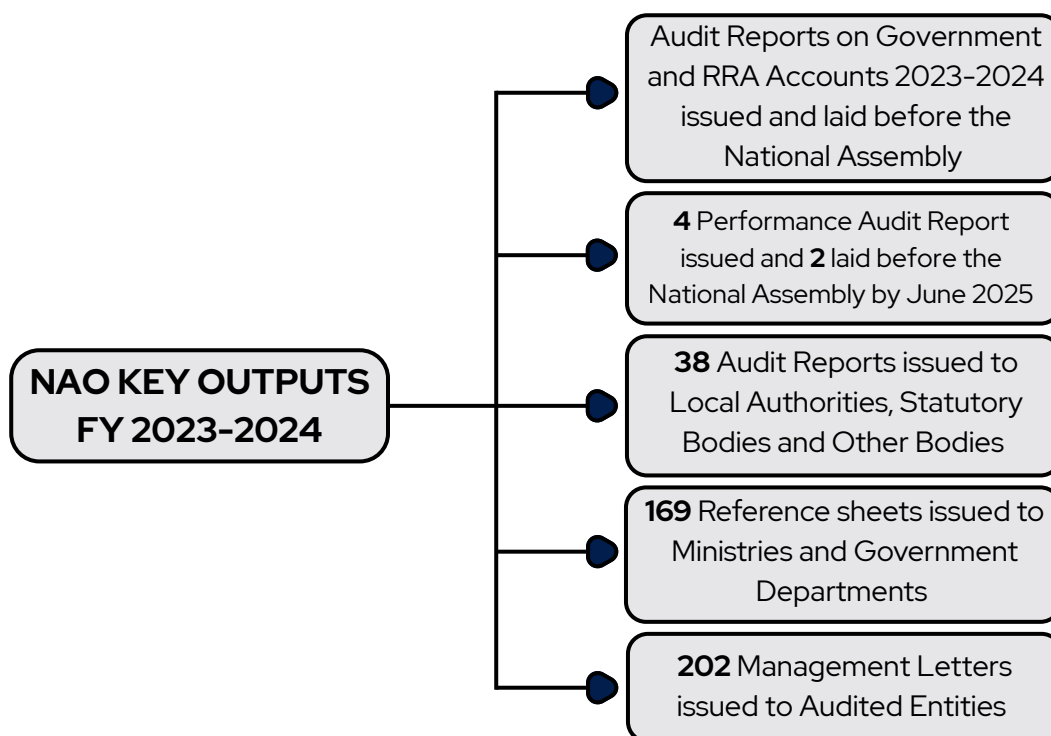 NAO KEY OUTPUTS
FY 2023-2024
Audit Reports on Government
and RRA Accounts 2023-2024
issued and laid before the
National Assembly
4 Performance Audit Report
issued and 2 laid before the
National Assembly by June 2025
38 Audit Reports issued to
Local Authorities, Statutory
Bodies and Other Bodies
169 Reference sheets issued to
Ministries and Government
Departments
202 Management Letters
issued to Audited Entities